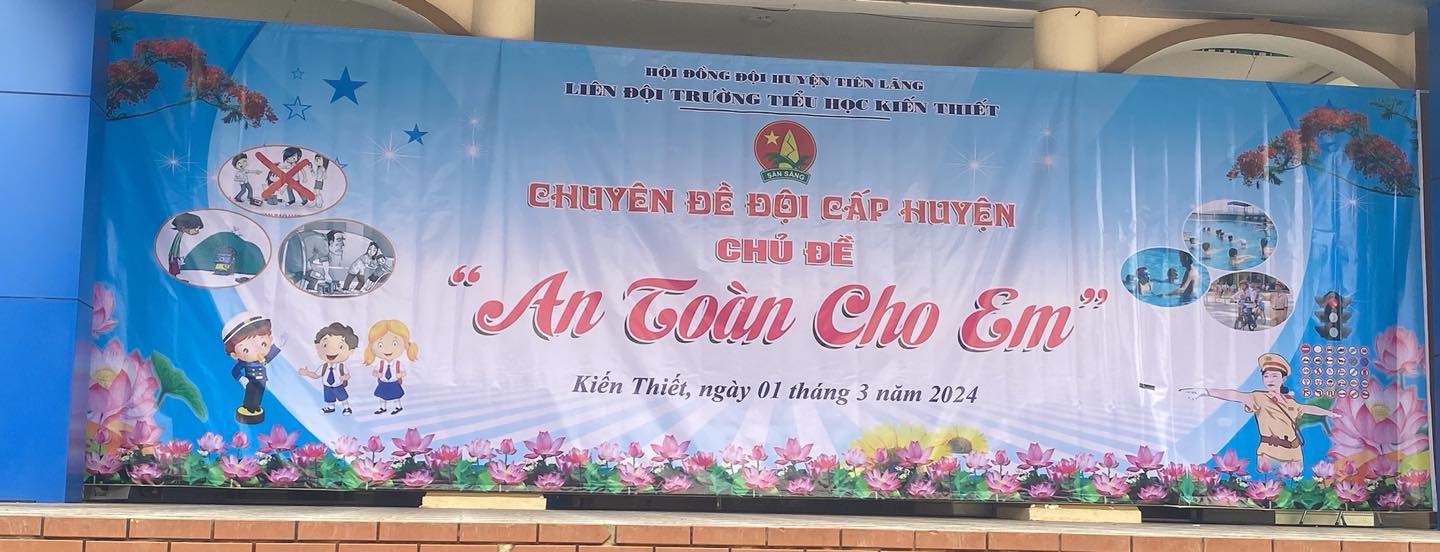 HỘI ĐỒNG ĐỘI HUYỆN TIÊN LÃNG
LIÊN ĐỘI TRƯỜNG TIỂU HỌC KIẾN THIẾT
SẴN SÀNG
CHUYÊN ĐỀ ĐỘI CẤP HUYỆN
CHỦ ĐỀ
“An Toàn Cho Em”
Kiến Thiết, ngày 01 tháng 3 năm 2024